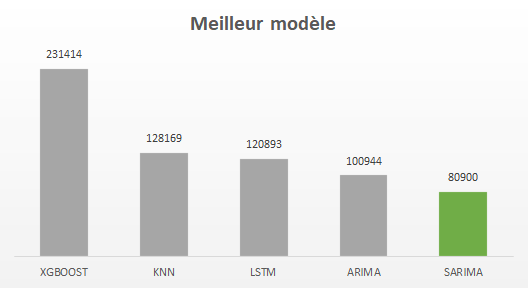 Meilleur modèle
231414
128169
120893
100944
80900
XGBOOST KNN LSTM ARIMA SARIMA